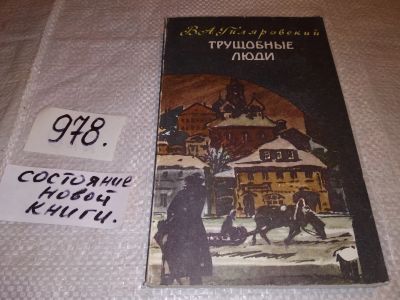 В.А.Гиляровский
ТРУЩОБНЫЕ
ЛЮДИ
978.
СОСТОЯНИЕ
НОВОЙ
КНИГИ.